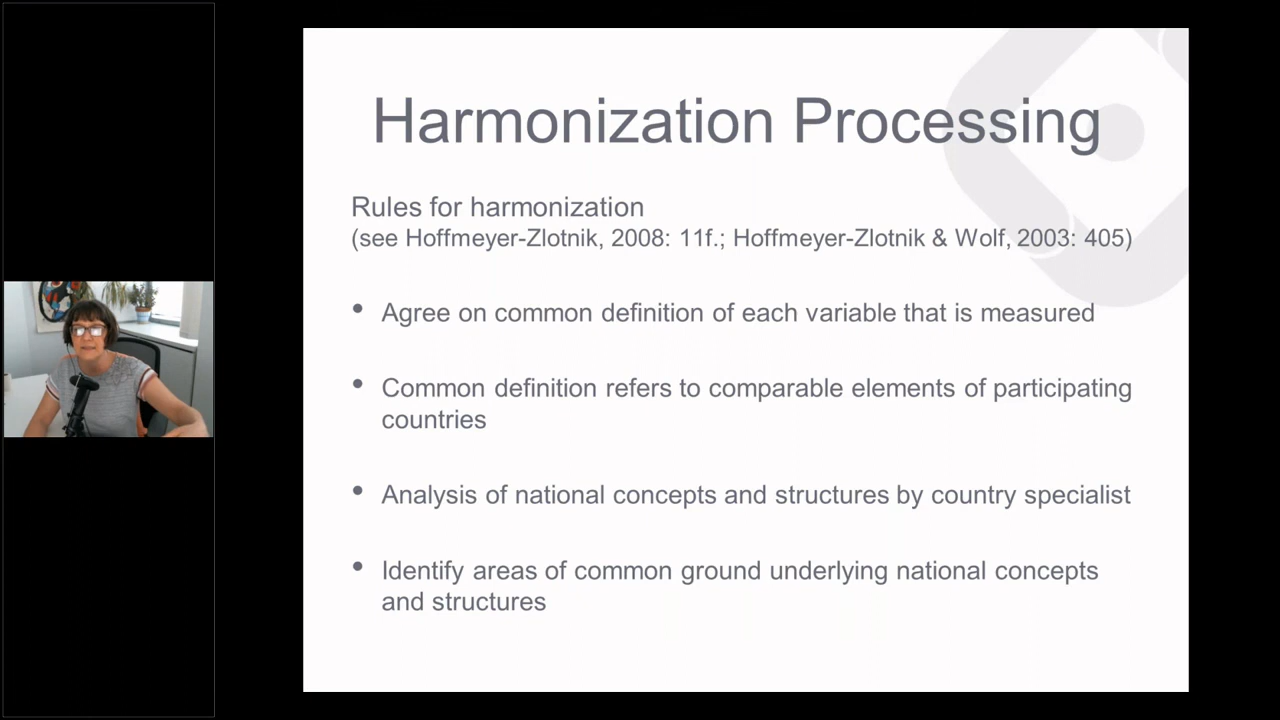 Harmonization Processing
Rules for harmonization
(see Hoffmeyer-Zlotnik, 2008: 11f.; Hoffmeyer-Zlotnik & Wolf, 2003: 405)
• Agree on common definition of each variable that is measured
• Common definition refers to comparable elements of participating
countries
• Analysis of national concepts and structures by country specialist
• Identify areas of common ground underlying national concepts
and structures